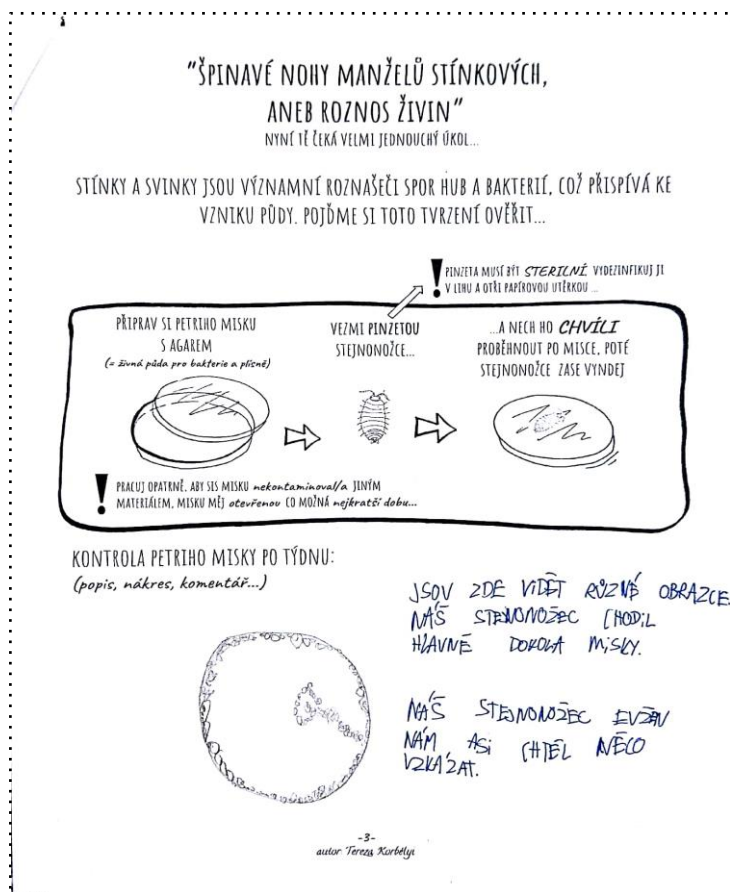 "ŠPINAVÉ NOHY MANŽELŮ STÍNKOVÝCH,
ANEB ROZNOS ŽIVIN"
NYNÍ TĚ ČEKÁ VELMI JEDNOUCHÝ ÚKOL...
STÍNKY A SVINKY JSOU VÝZNAMNÍ ROZNAŠEČI SPOR HUB A BAKTERIÍ, COŽ PŘISPÍVÁ KE
VZNIKU PŮDY. POJĎME SI TOTO TVRZENÍ OVĚŘIT...
! PINZETA MUSÍ BÝT STERILNÍ, VYDEZINFIKUJ JI
V LIHU A OTŘI PAPÍROVOU UTĚRKOU ...
PŘIPRAV SI PETRIHO MISKU
S AGAREM
(= živná půda pro bakterie a plísně)
VEZMI PINZETOU
STEJNONOŽCE...
...A NECH HO CHVÍLI
PROBĚHNOUT PO MISCE, POTÉ
STEJNONOŽCE ZASE VYNDEJ
! PRACUJ OPATRNĚ, ABY SIS MISKU nekontaminoval/a JINÝM
MATERIÁLEM, MISKU MĚJ otevřenou CO MOŽNÁ nejkratší dobu...
KONTROLA PETRIHO MISKY PO TÝDNU:
(popis, nákres, komentář...)
JSOU ZDE VIDĚT RŮZNÉ OBRAZCE.
NÁŠ STEJNONOŽEC CHODIL
HLAVNĚ DOKOLA MISKY.
NÁŠ STEJNONOŽEC EVŽEN
NÁM ASI CHTĚL NĚCO
VZKÁZAT.
-3-
autor Tereza Korbélyi